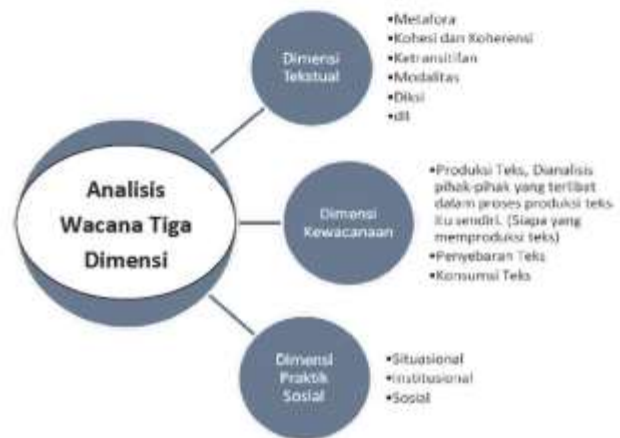 Analisis
Wacana Tiga
Dimensi
Dimensi
Tekstual
•Metafora
•Kohesi dan Koherensi
•Ketransitifan
•Modalitas
•Diksi
•dll
Dimensi
Kewacanaan
•Produksi Teks, Dianalisis
pihak-pihak yang terlibat
dalam proses produksi teks
itu sendiri. (Siapa yang
memproduksi teks)
•Penyebaran Teks
•Konsumsi Teks
Dimensi
Praktik
Sosial
•Situasional
•Institusional
•Sosial